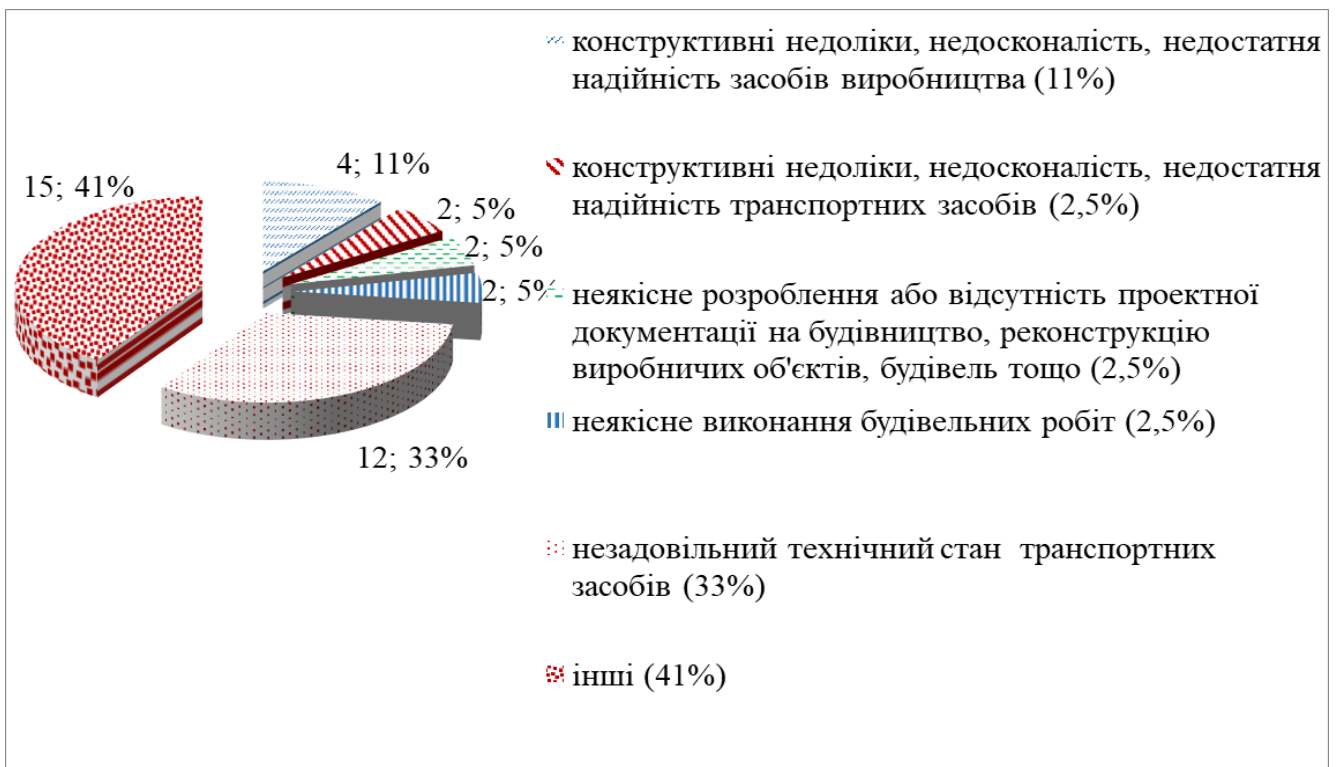 15; 41%
4; 11%
2; 5%
2; 5%
2; 5%
12; 33%
конструктивні недоліки, недосконалість, недостатня
надійність засобів виробництва (11%)
конструктивні недоліки, недосконалість, недостатня
надійність транспортних засобів (2,5%)
неякісне розроблення або відсутність проектної
документації на будівництво, реконструкцію
виробничих об'єктів, будівель тощо (2,5%)
неякісне виконання будівельних робіт (2,5%)
незадовільний технічний стан транспортних
засобів (33%)
інші (41%)